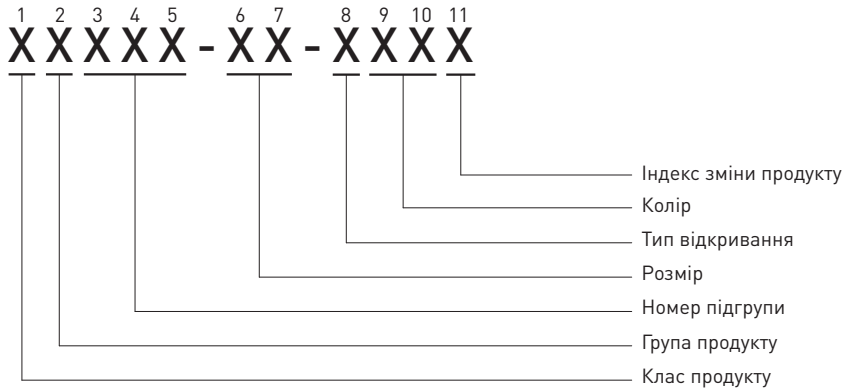 1 2 3 4 5 6 7 8 9 10 11
X X X X X - X X - X X X X
Індекс зміни продукту
Колір
Тип відкривання
Розмір
Номер підгрупи
Група продукту
Клас продукту